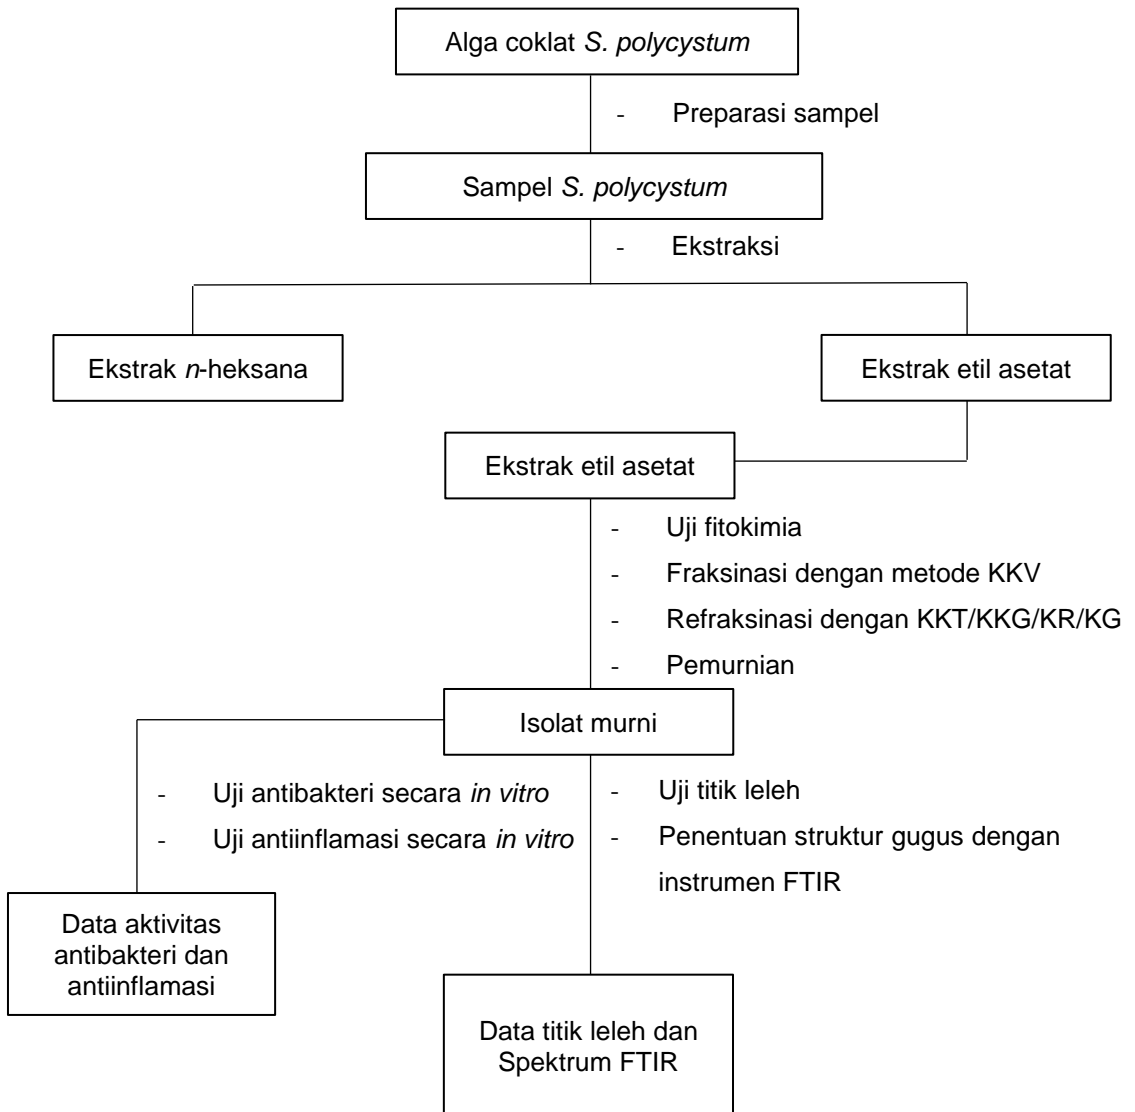 Alga coklat S. polycystum
- Preparasi sampel
Sampel S. polycystum
- Ekstraksi
Ekstrak n-heksana
Ekstrak etil asetat
Ekstrak etil asetat
- Uji fitokimia
- Fraksinasi dengan metode KKV
- Refraksinasi dengan KKT/KKG/KR/KG
- Pemurnian
Isolat murni
- Uji antibakteri secara in vitro
- Uji antiinflamasi secara in vitro
- Uji titik leleh
- Penentuan struktur gugus dengan
instrumen FTIR
Data aktivitas
antibakteri dan
antiinflamasi
Data titik leleh dan
Spektrum FTIR